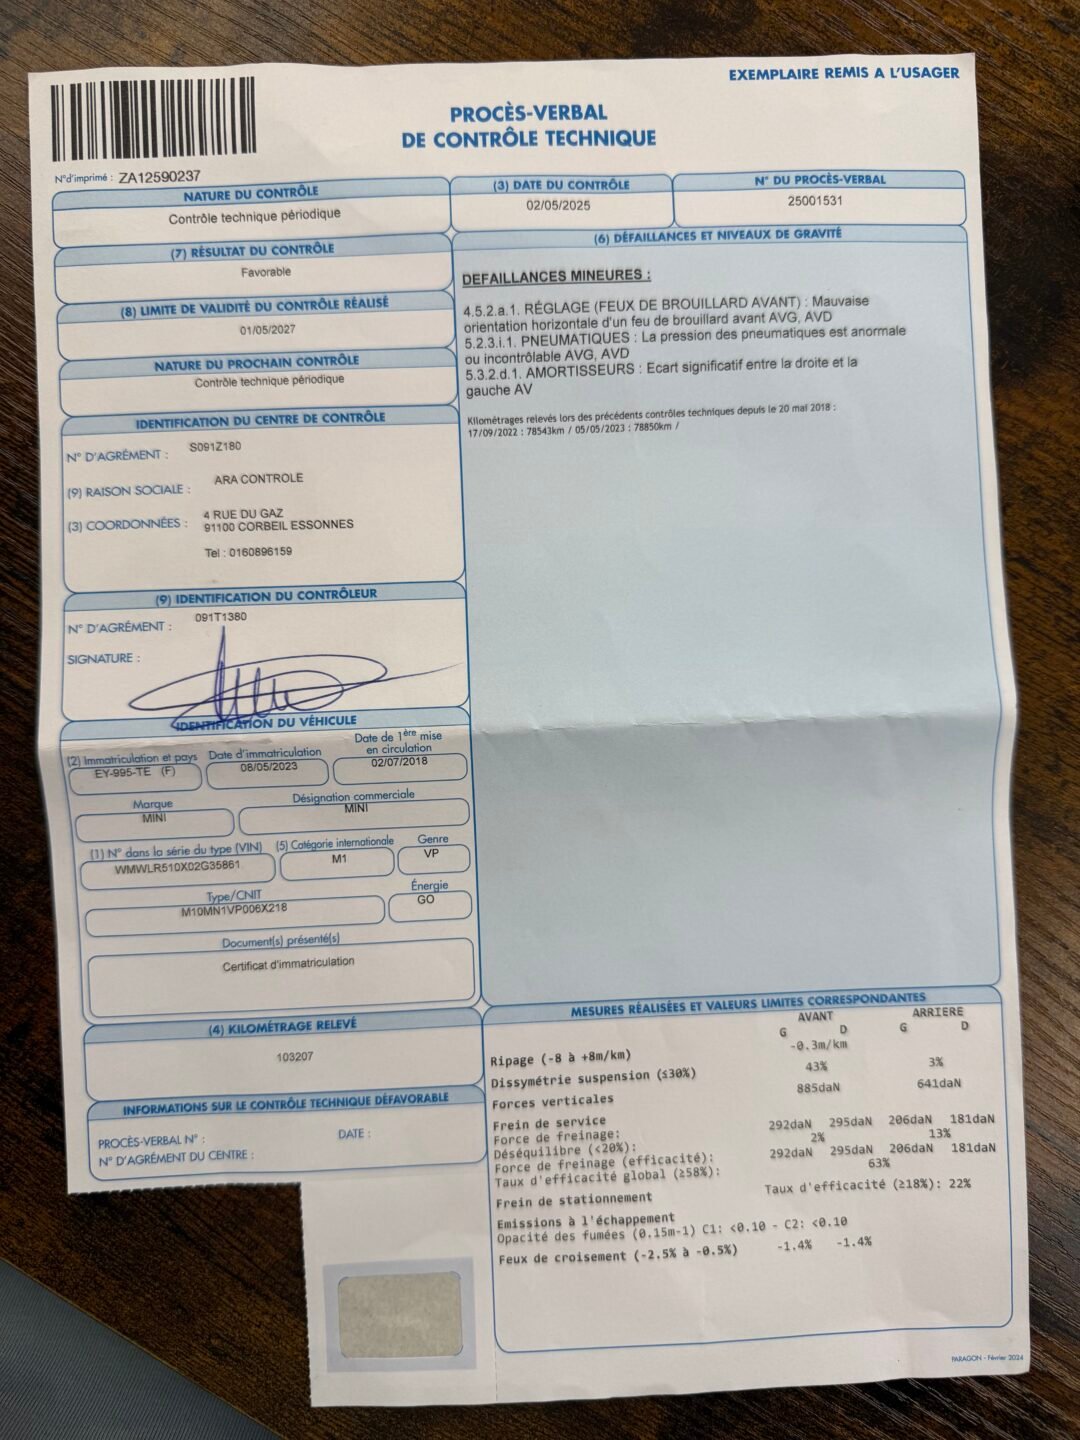 EXEMPLAIRE REMIS A L'USAGER
PROCÈS-VERBAL
DE CONTRÔLE TECHNIQUE
N°d'imprimé : ZA12590237
NATURE DU CONTRÔLE
Contrôle technique périodique
(3) DATE DU CONTRÔLE
02/05/2025
N° DU PROCÈS-VERBAL
25001531
(7) RÉSULTAT DU CONTRÔLE
Favorable
(8) LIMITE DE VALIDITÉ DU CONTRÔLE RÉALISÉ
01/05/2027
NATURE DU PROCHAIN CONTRÔLE
Contrôle technique périodique
IDENTIFICATION DU CENTRE DE CONTRÔLE
N° D'AGRÉMENT : S091Z180
(9) RAISON SOCIALE : ARA CONTROLE
(3) COORDONNÉES : 4 RUE DU GAZ
91100 CORBEIL ESSONNES
Tel : 0160896159
(9) IDENTIFICATION DU CONTRÔLEUR
N° D'AGRÉMENT : 091T1380
SIGNATURE :
IDENTIFICATION DU VÉHICULE
(2) Immatriculation et pays
EY-995-TE (F)
Date d'immatriculation
08/05/2023
Date de 1ère mise
en circulation
02/07/2018
Marque
MINI
Désignation commerciale
MINI
(1) N° dans la série du type (VIN)
WMWLR510X02G35861
(5) Catégorie internationale
M1
Genre
VP
Type/CNIT
M10MN1VP006X218
Énergie
GO
Document(s) présenté(s)
Certificat d'immatriculation
(4) KILOMÉTRAGE RELEVÉ
103207
INFORMATIONS SUR LE CONTRÔLE TECHNIQUE DÉFAVORABLE
PROCÈS-VERBAL N° : DATE :
N° D'AGRÉMENT DU CENTRE :
(6) DÉFAILLANCES ET NIVEAUX DE GRAVITÉ
DEFAILLANCES MINEURES :
4.5.2.a.1. RÉGLAGE (FEUX DE BROUILLARD AVANT) : Mauvaise
orientation horizontale d'un feu de brouillard avant AVG, AVD
5.2.3.i.1. PNEUMATIQUES : La pression des pneumatiques est anormale
ou incontrôlable AVG, AVD
5.3.2.d.1. AMORTISSEURS : Ecart significatif entre la droite et la
gauche AV
Kilométrages relevés lors des précédents contrôles techniques depuis le 20 mai 2018 :
17/09/2022 : 78543km / 05/05/2023 : 78850km /
MESURES RÉALISÉES ET VALEURS LIMITES CORRESPONDANTES
AVANT ARRIERE
G D G D
Ripage (-8 à +8m/km) -0.3m/km
Dissymétrie suspension (≤30%) 43% 3%
Forces verticales 885daN 641daN
Frein de service
Force de freinage: 292daN 295daN 206daN 181daN
Déséquilibre (<20%): 2% 13%
Force de freinage (efficacité): 292daN 295daN 206daN 181daN
Taux d'efficacité global (≥58%): 63%
Frein de stationnement Taux d'efficacité (≥18%): 22%
Emissions à l'échappement
Opacité des fumées (0.15m-1) C1: <0.10 - C2: <0.10
Feux de croisement (-2.5% à -0.5%) -1.4% -1.4%
PARAGON - Février 2024